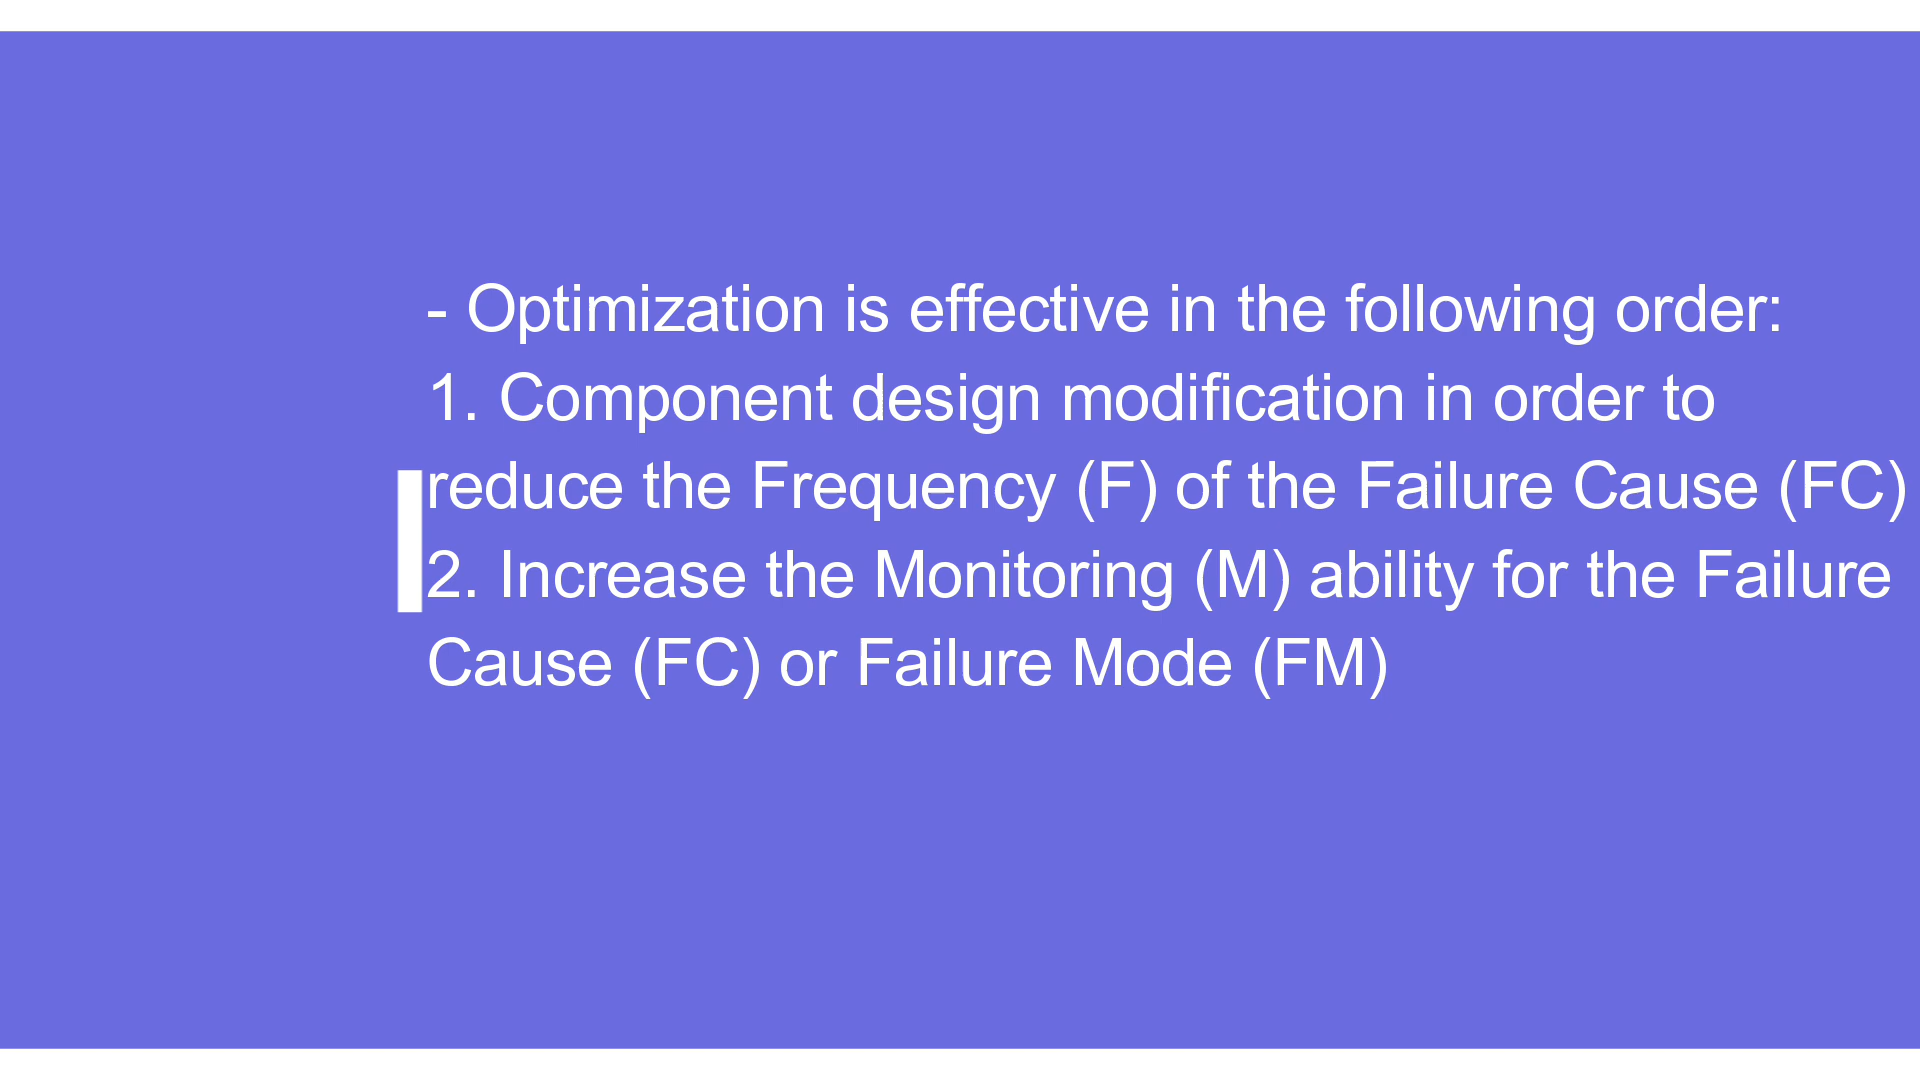 - Optimization is effective in the following order:
1. Component design modification in order to
reduce the Frequency (F) of the Failure Cause (FC)
2. Increase the Monitoring (M) ability for the Failure
Cause (FC) or Failure Mode (FM)